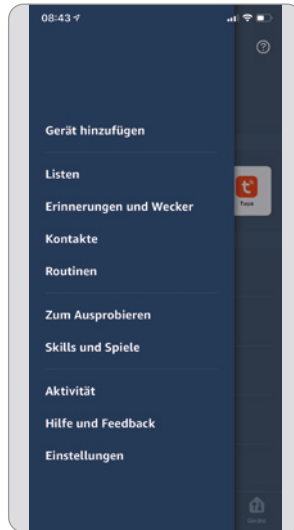 08:43
Gerät hinzufügen
Listen
Erinnerungen und Wecker
Kontakte
Routinen
Tuya
Zum Ausprobieren
Skills und Spiele
Aktivität
Hilfe und Feedback
Einstellungen
Geräte